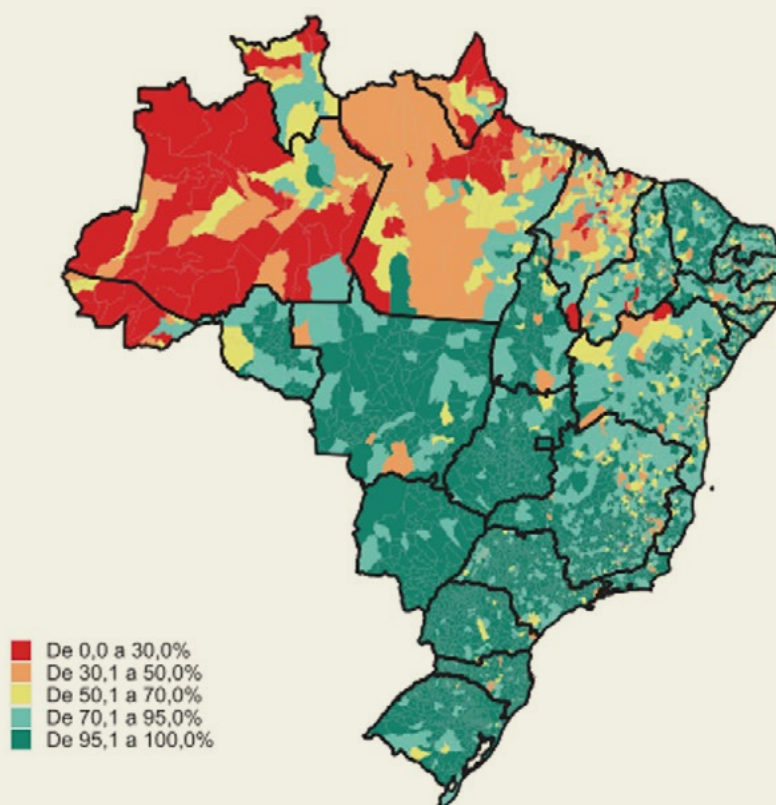 De 0,0 a 30,0%
De 30,1 a 50,0%
De 50,1 a 70,0%
De 70,1 a 95,0%
De 95,1 a 100,0%